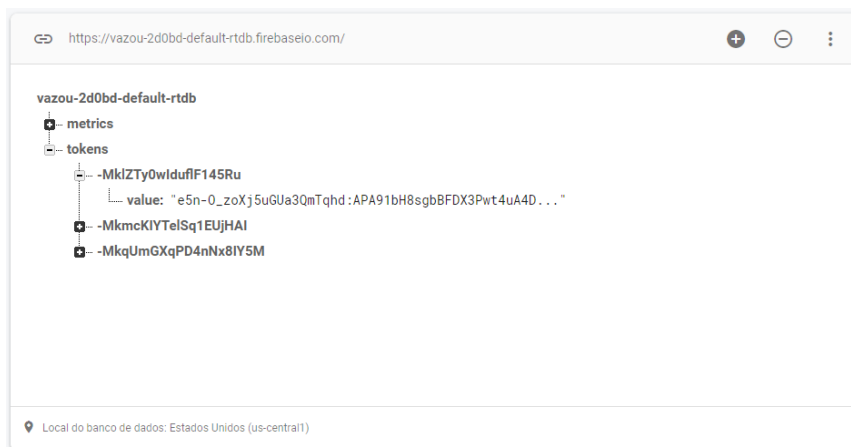 https://vazou-2d0bd-default-rtdb.firebaseio.com/
vazou-2d0bd-default-rtdb
metrics
tokens
-MklZTy0wIduflF145Ru
value: "e5n-O_zoXj5uGUa3QmTqhd:APA91bH8sgbBFDX3Pwt4uA4D..."
-MkmcKIYTelSq1EUjHAI
-MkqUmGXqPD4nNx8IY5M
Local do banco de dados: Estados Unidos (us-central1)